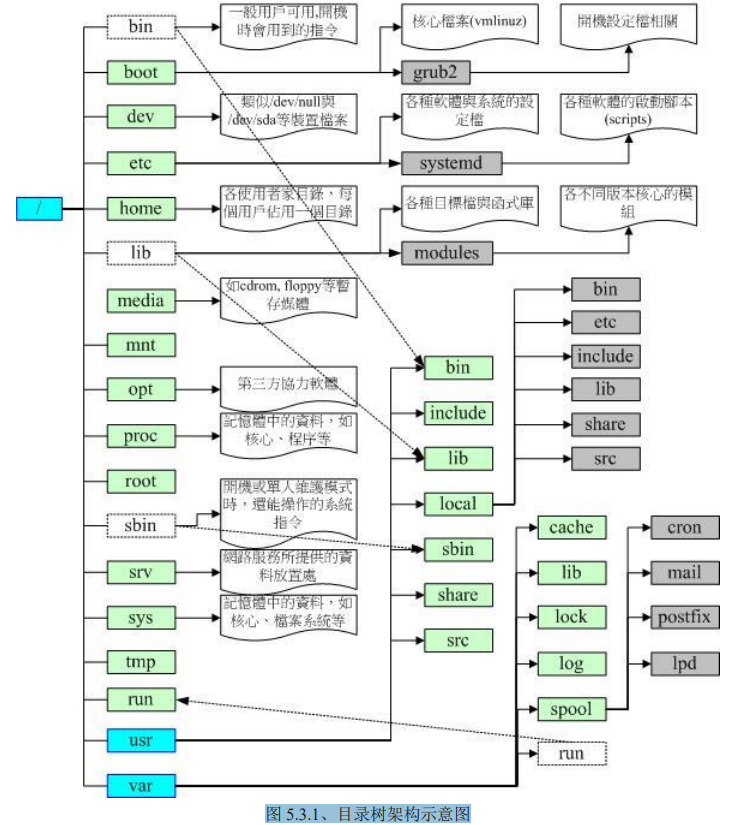 bin
一般用戶可用,開機
時會用到的指令
核心檔案(vmlinuz)
開機設定檔相關
boot
grub2
dev
類似/dev/null與
/dev/sda等裝置檔案
各種軟體與系統的設
定檔
各種軟體的啟動腳本
(scripts)
etc
systemd
/
home
各使用者家目錄，每
個用戶佔用一個目錄
各種目標檔與函式庫
各不同版本核心的模
組
lib
modules
media
如cdrom, floppy等暫
存媒體
bin
etc
mnt
include
bin
opt
第三方協力軟體
lib
include
share
proc
記憶體中的資料，如
核心、程序等
lib
src
root
local
sbin
開機或單人維護模式
時，還能操作的系統
指令
cache
cron
sbin
srv
網路服務所提供的資
料放置處
lib
mail
share
sys
記憶體中的資料，如
核心、檔案系統等
lock
postfix
src
tmp
log
lpd
run
spool
usr
run
var
图 5.3.1、目录树架构示意图